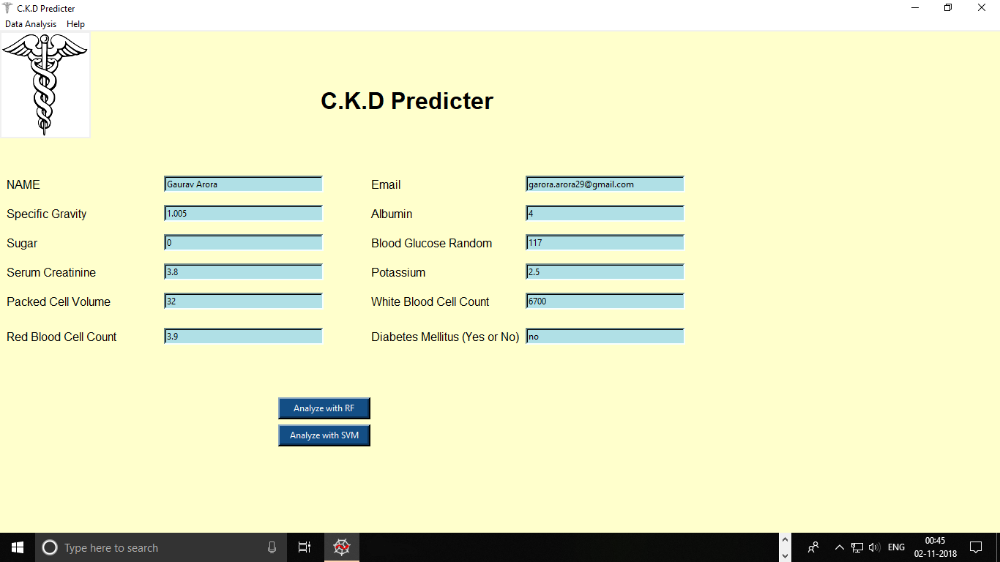 C.K.D Predicter
Data Analysis Help
C.K.D Predicter
NAME Gaurav Arora Email garora.arora29@gmail.com
Specific Gravity 1.005 Albumin 4
Sugar 0 Blood Glucose Random 117
Serum Creatinine 3.8 Potassium 2.5
Packed Cell Volume 32 White Blood Cell Count 6700
Red Blood Cell Count 3.9 Diabetes Mellitus (Yes or No) no
Analyze with RF
Analyze with SVM
Type here to search ENG 00:45
02-11-2018